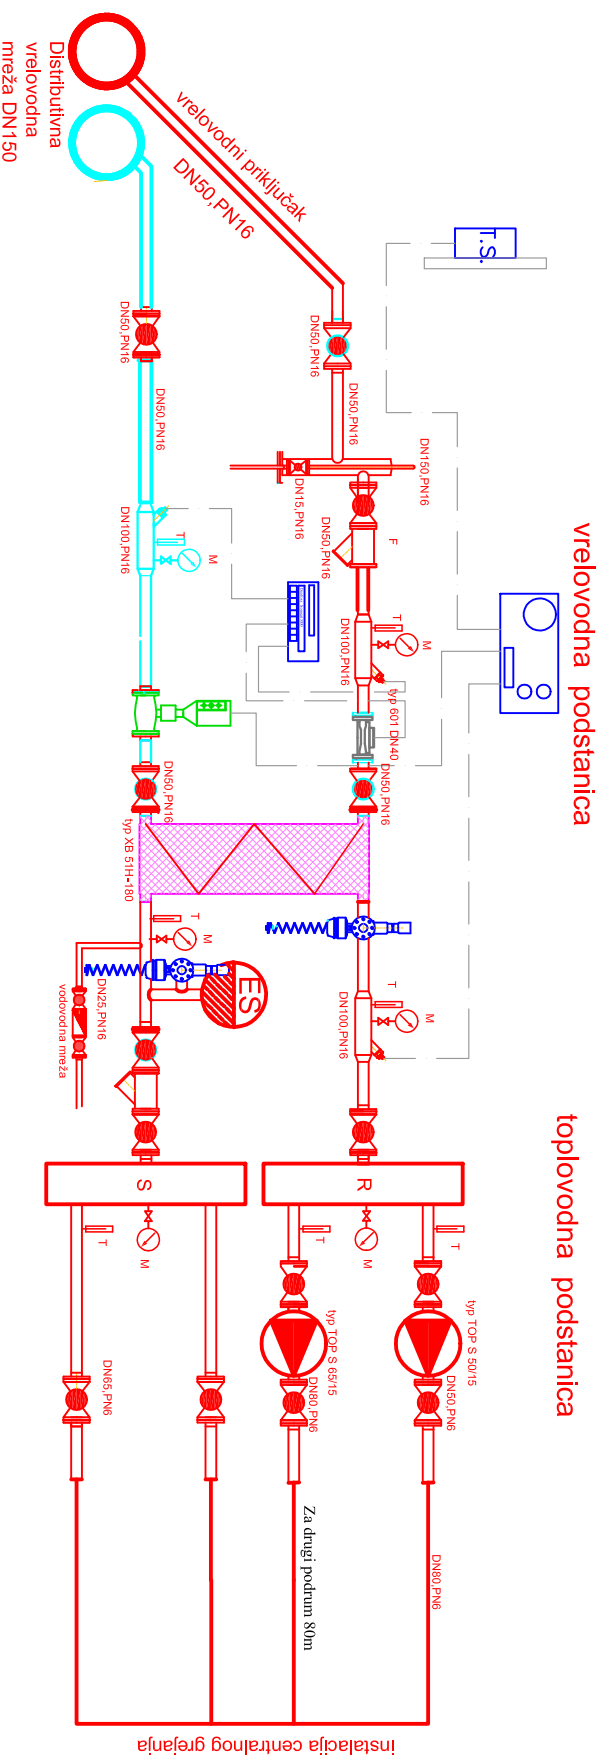 vrelovodna podstanica
toplovodna podstanica
Distributivna
vrelovodna
mreža DN150
vrelovodni priključak
DN50,PN16
T.S.
DN50,PN16
DN50,PN16
DN150,PN16
DN15,PN16
DN50,PN16
F
T
M
DN100,PN16
typ 601 DN40
DN50,PN16
DN50,PN16
DN50,PN16
T
M
DN100,PN16
DN50,PN16
typ XB 51H-180
T
M
ES
DN25,PN16
vodovodna mreža
T
M
DN100,PN16
S
R
M
M
T
T
T
typ TOP S 65/15
typ TOP S 50/15
DN65,PN6
DN80,PN6
DN50,PN6
Za drugi podrum 80m
DN80,PN6
instalacija centralnog grejanja